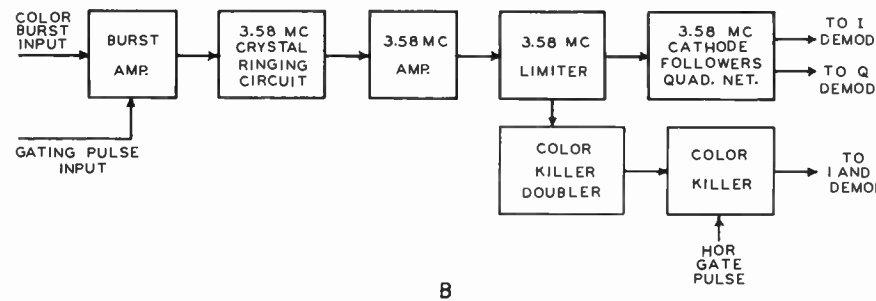 COLOR
BURST
INPUT
GATING PULSE
INPUT
BURST
AMP.
3.58 MC
CRYSTAL
RINGING
CIRCUIT
3.58 MC
AMP.
3.58 MC
LIMITER
3.58 MC
CATHODE
FOLLOWERS
QUAD. NET.
TO I
DEMOD
TO Q
DEMOD
COLOR
KILLER
DOUBLER
COLOR
KILLER
TO
I AND
DEMO
HOR
GATE
PULSE
B